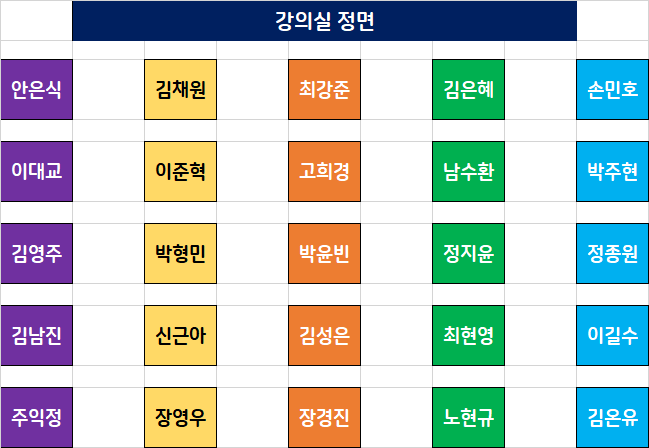 강의실 정면
안은식 김채원 최강준 김은혜 손민호
이대교 이준혁 고희경 남수환 박주현
김영주 박형민 박윤빈 정지윤 정종원
김남진 신근아 김성은 최현영 이길수
주익정 장영우 장경진 노현규 김온유